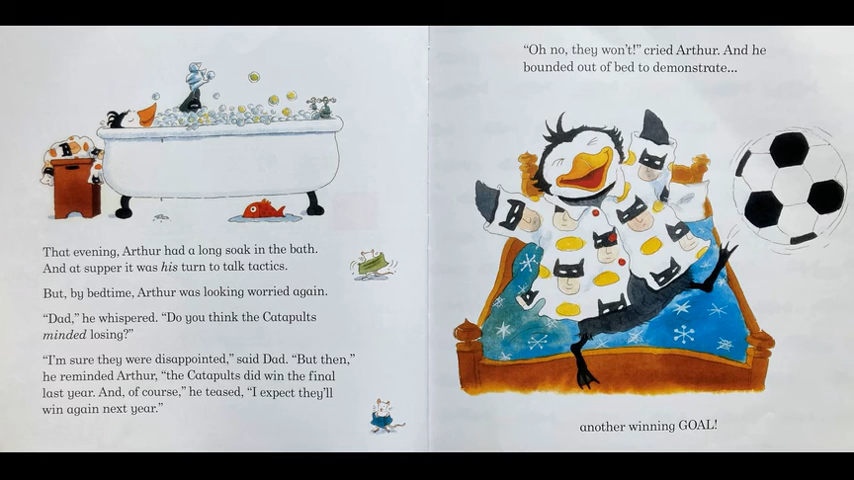 That evening, Arthur had a long soak in the bath.
And at supper it was his turn to talk tactics.
But, by bedtime, Arthur was looking worried again.
“Dad,” he whispered. “Do you think the Catapults
minded losing?”
“I'm sure they were disappointed,” said Dad. “But then,”
he reminded Arthur, “the Catapults did win the final
last year. And, of course,” he teased, “I expect they'll
win again next year.”
“Oh no, they won't!” cried Arthur. And he
bounded out of bed to demonstrate...
another winning GOAL!